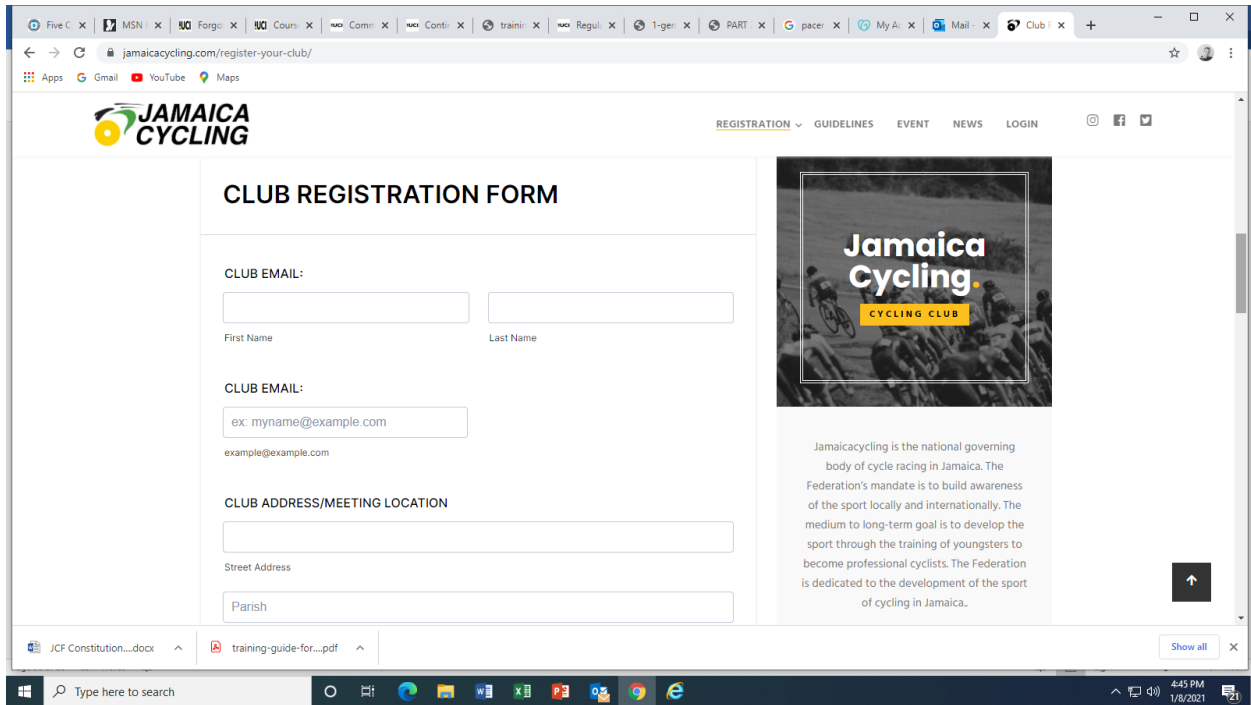 Five C
MSN
Forgo
Cours
Comm
Contir
trainin
Regula
1-gen
PART
pacer
My Ac
Mail -
Club
jamaicacycling.com/register-your-club/
Apps Gmail YouTube Maps
JAMAICA
CYCLING
REGISTRATION GUIDELINES EVENT NEWS LOGIN
CLUB REGISTRATION FORM
CLUB EMAIL:
First Name Last Name
CLUB EMAIL:
ex: myname@example.com
example@example.com
CLUB ADDRESS/MEETING LOCATION
Street Address
Parish
Jamaica
Cycling.
CYCLING CLUB
Jamaicacycling is the national governing
body of cycle racing in Jamaica. The
Federation's mandate is to build awareness
of the sport locally and internationally. The
medium to long-term goal is to develop the
sport through the training of youngsters to
become professional cyclists. The Federation
is dedicated to the development of the sport
of cycling in Jamaica..
JCF Constitution....docx training-guide-for....pdf Show all
Type here to search
4:45 PM
1/8/2021
21